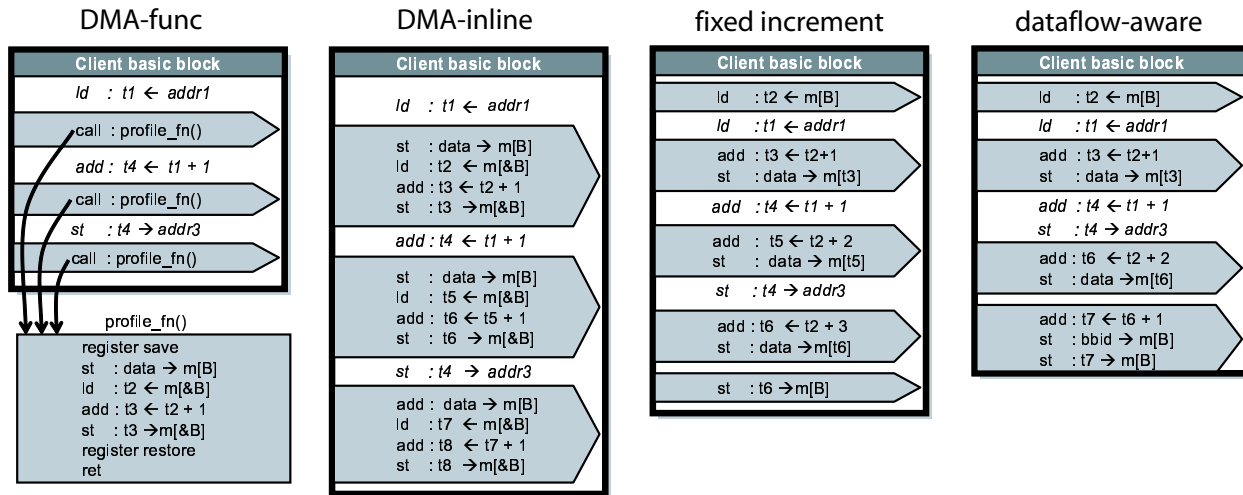 DMA-func
Client basic block
ld : t1 ← addr1
call : profile_fn()
add : t4 ← t1 + 1
call : profile_fn()
st : t4 → addr3
call : profile_fn()
profile_fn()
register save
st : data → m[B]
ld : t2 ← m[&B]
add : t3 ← t2 + 1
st : t3 →m[&B]
register restore
ret
DMA-inline
Client basic block
ld : t1 ← addr1
st : data → m[B]
ld : t2 ← m[&B]
add : t3 ← t2 + 1
st : t3 →m[&B]
add : t4 ← t1 + 1
st : data → m[B]
ld : t5 ← m[&B]
add : t6 ← t5 + 1
st : t6 → m[&B]
st : t4 → addr3
add : data → m[B]
ld : t7 ← m[&B]
add : t8 ← t7 + 1
st : t8 → m[&B]
fixed increment
Client basic block
ld : t2 ← m[B]
ld : t1 ← addr1
add : t3 ← t2+1
st : data → m[t3]
add : t4 ← t1 + 1
add : t5 ← t2 + 2
st : data → m[t5]
st : t4 → addr3
add : t6 ← t2 + 3
st : data → m[t6]
st : t6 → m[B]
dataflow-aware
Client basic block
ld : t2 ← m[B]
ld : t1 ← addr1
add : t3 ← t2+1
st : data → m[t3]
add : t4 ← t1 + 1
st : t4 → addr3
add : t6 ← t2 + 2
st : data → m[t6]
add : t7 ← t6 + 1
st : bbid → m[B]
st : t7 → m[B]